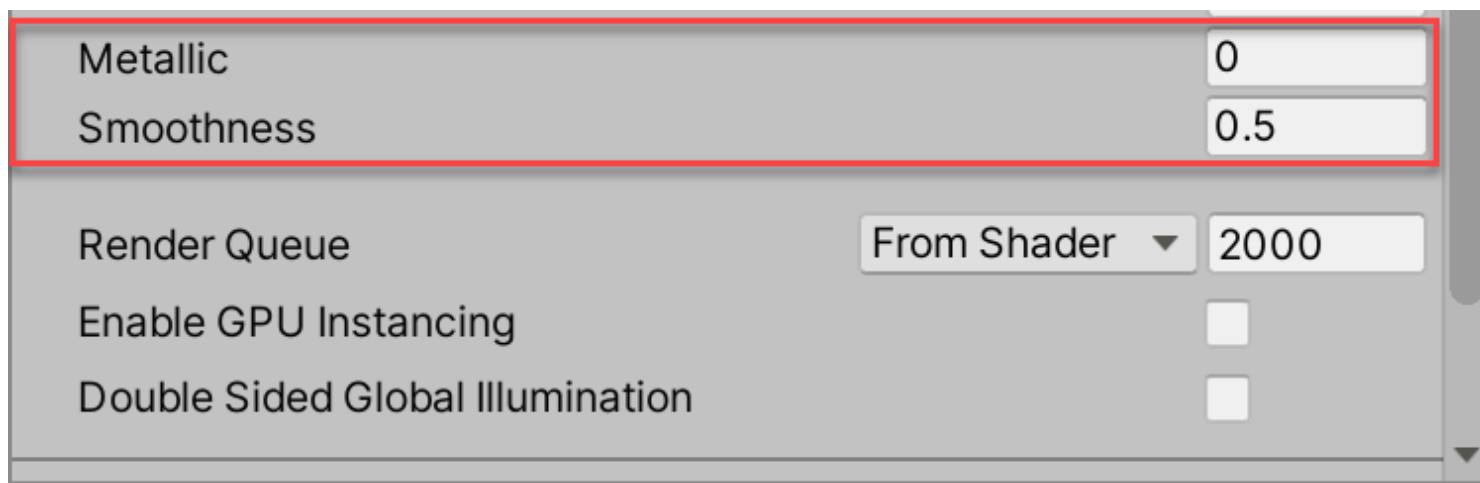 Metallic 0
Smoothness 0.5
Render Queue From Shader 2000
Enable GPU Instancing
Double Sided Global Illumination